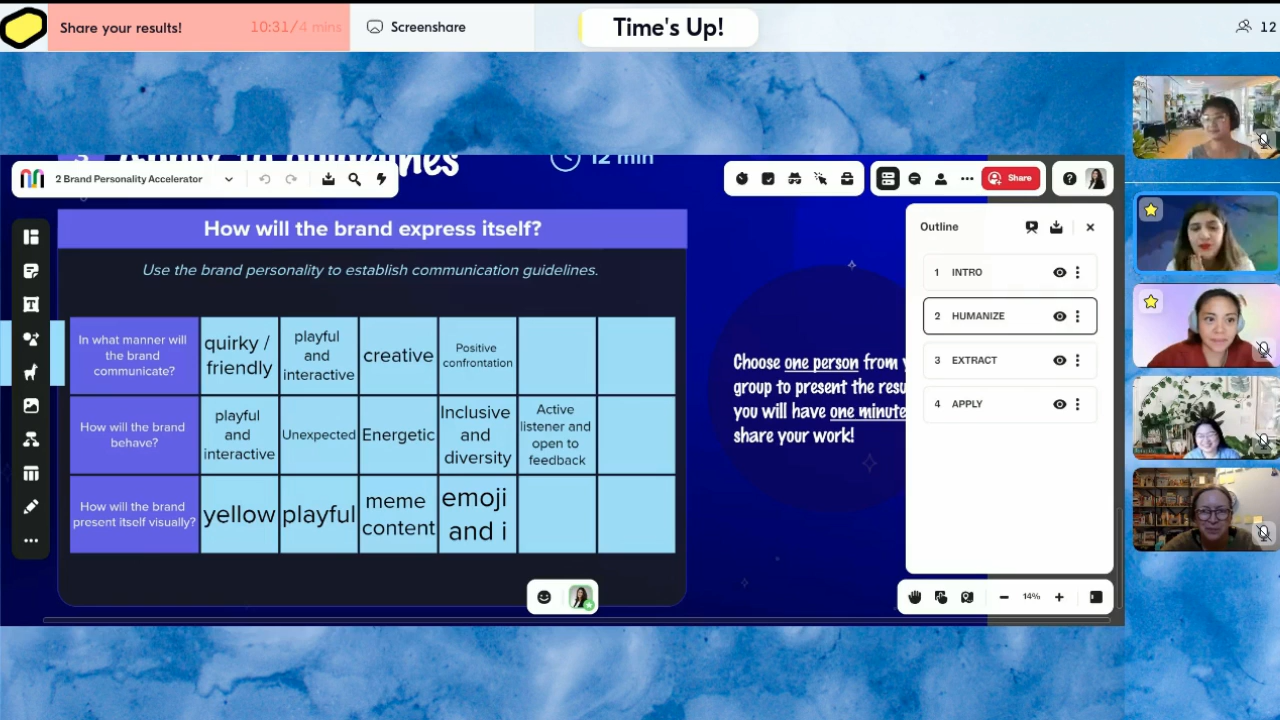 Share your results!
10:31/4 mins
Screenshare
Time's Up!
12
12 min
2 Brand Personality Accelerator
Share
How will the brand express itself?
Use the brand personality to establish communication guidelines.
In what manner will
the brand
communicate?
quirky /
friendly
playful
and
interactive
creative
Positive
confrontation
How will the brand
behave?
playful
and
interactive
Unexpected
Energetic
Inclusive
and
diversity
Active
listener and
open to
feedback
How will the brand
present itself visually?
yellow
playful
meme
content
emoji
and i
Choose one person from
group to present the
you will have one minute
share your work!
Outline
1 INTRO
2 HUMANIZE
3 EXTRACT
4 APPLY
14%